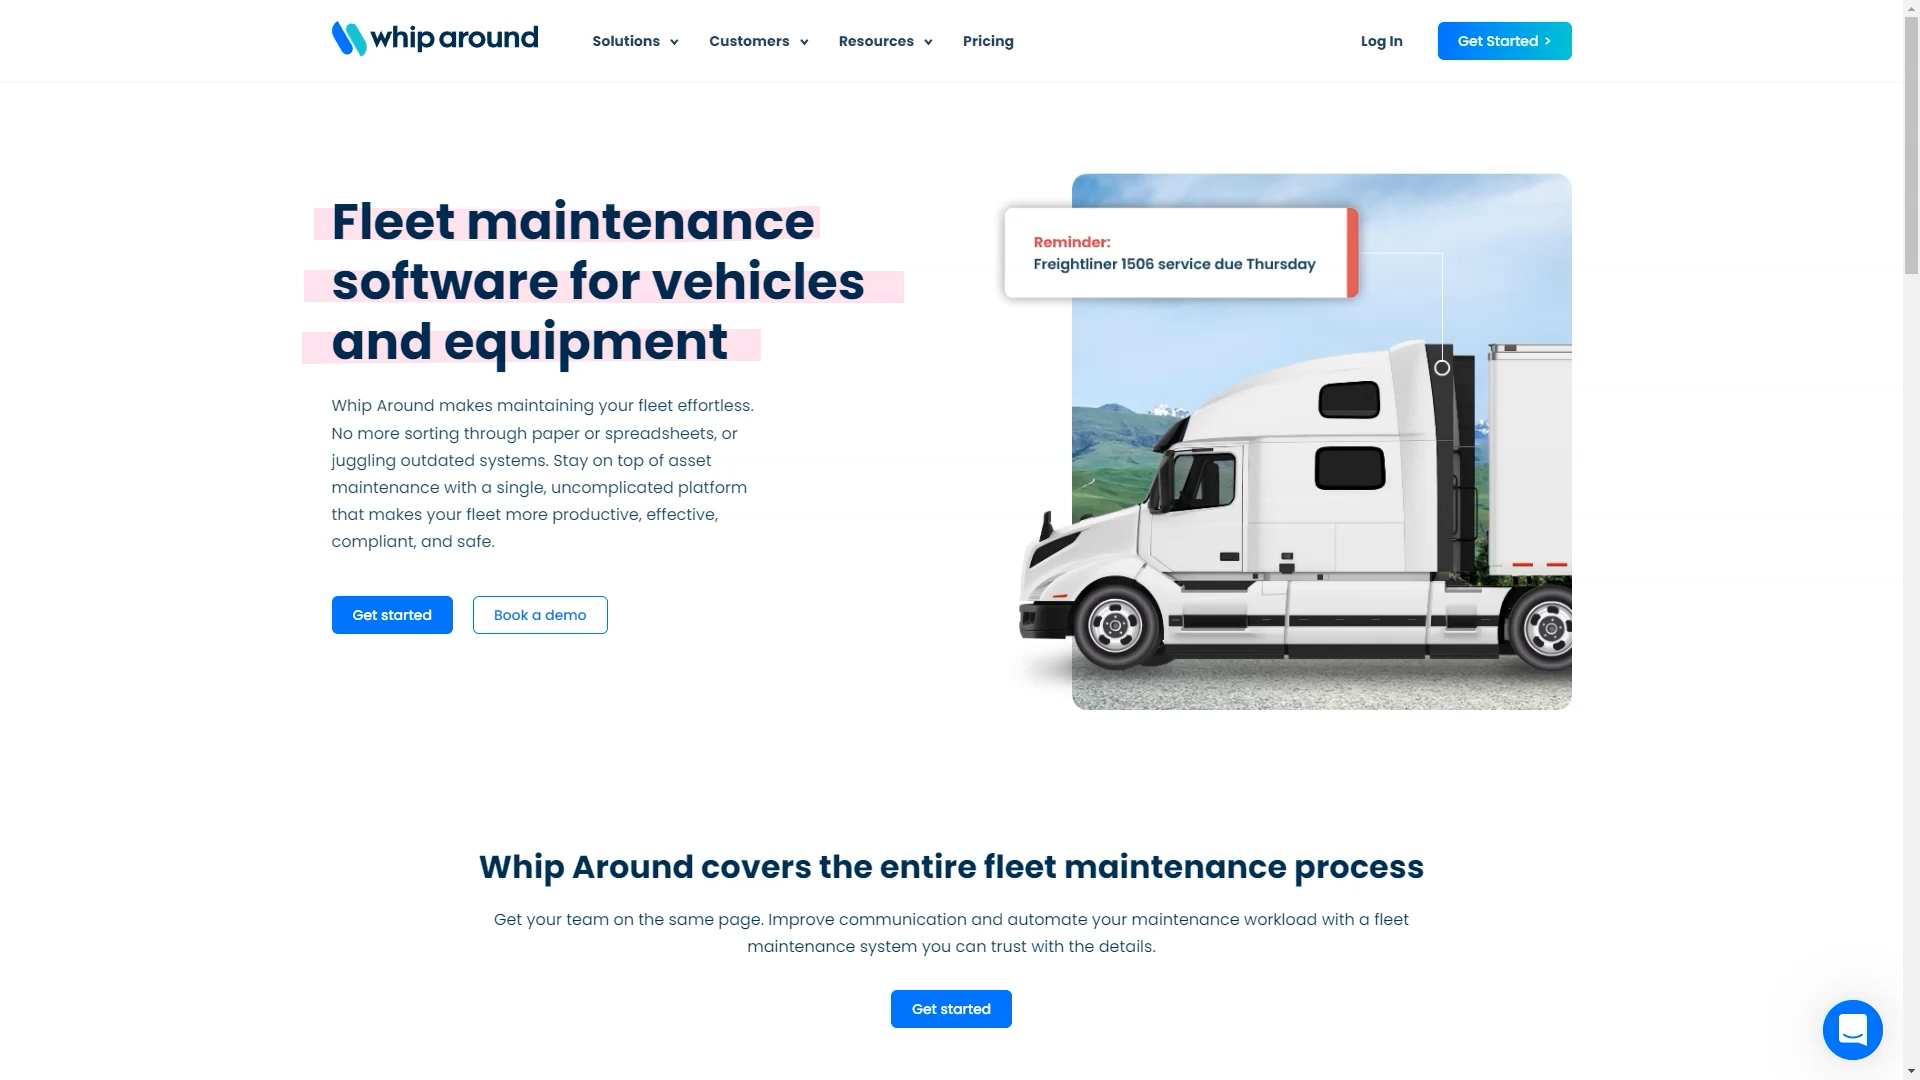 whip around
Solutions
Customers
Resources
Pricing
Log In
Get Started
Fleet maintenance
software for vehicles
and equipment
Whip Around makes maintaining your fleet effortless.
No more sorting through paper or spreadsheets, or
juggling outdated systems. Stay on top of asset
maintenance with a single, uncomplicated platform
that makes your fleet more productive, effective,
compliant, and safe.
Get started
Book a demo
Reminder:
Freightliner 1506 service due Thursday
Whip Around covers the entire fleet maintenance process
Get your team on the same page. Improve communication and automate your maintenance workload with a fleet
maintenance system you can trust with the details.
Get started